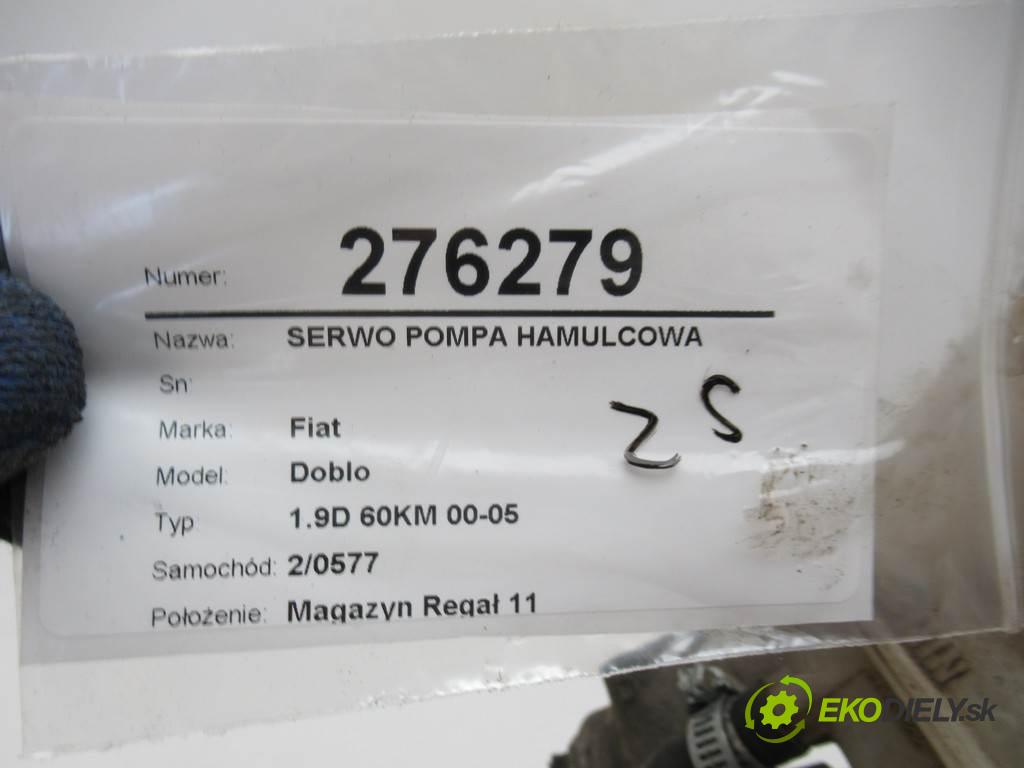 Numer: 276279
Nazwa: SERWO POMPA HAMULCOWA
Sn:
Marka: Fiat
Model: Doblo
Typ: 1.9D 60KM 00-05
Samochód: 2/0577
Położenie: Magazyn Regał 11
ZS
EKODIELY.sk